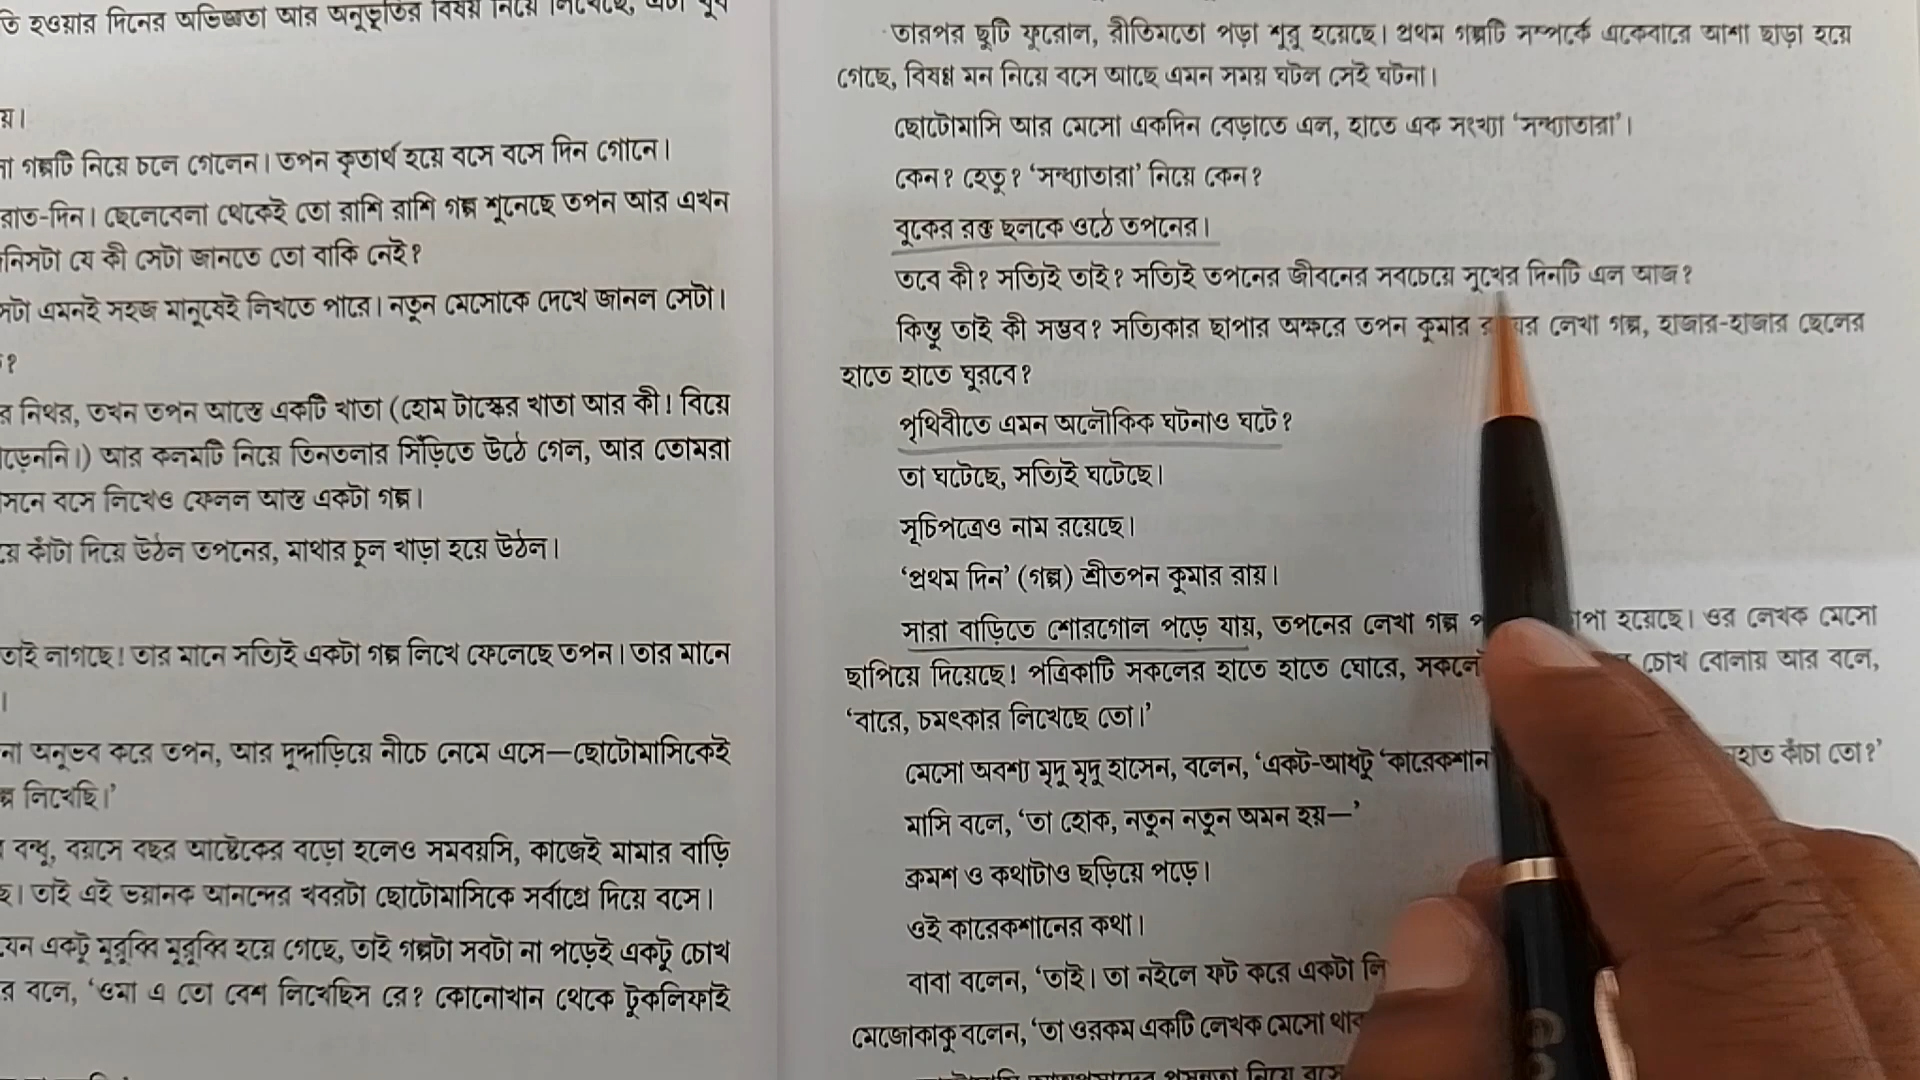 হওয়ার দিনের অভিজ্ঞতা আর অনুভূতির বিষয় নিয়ে লিখেছে, এটা খুব
য়।
গল্পটি নিয়ে চলে গেলেন। তপন কৃতার্থ হয়ে বসে বসে দিন গোনে।
রাত-দিন। ছেলেবেলা থেকেই তো রাশি রাশি গল্প শুনেছে তপন আর এখন
নিসটা যে কী সেটা জানতে তো বাকি নেই?
এমনই সহজ মানুষেই লিখতে পারে। নতুন মেসোকে দেখে জানল সেটা।
?
নিথর, তখন তপন আস্তে একটি খাতা (হোম টাস্কের খাতা আর কী! বিয়ে
ড়েননি।) আর কলমটি নিয়ে তিনতলার সিঁড়িতে উঠে গেল, আর তোমরা
সনে বসে লিখেও ফেলল আস্ত একটা গল্প।
য়ে কাঁটা দিয়ে উঠল তপনের, মাথার চুল খাড়া হয়ে উঠল।
তাই লাগছে! তার মানে সত্যিই একটা গল্প লিখে ফেলেছে তপন। তার মানে
।
না অনুভব করে তপন, আর দুদ্দাড়িয়ে নীচে নেমে এসে—ছোটোমাসিকেই
ল্প লিখেছি।’
বন্ধু, বয়সে বছর আষ্টেকের বড়ো হলেও সমবয়সি, কাজেই মামার বাড়ি
ছ। তাই এই ভয়ানক আনন্দের খবরটা ছোটোমাসিকে সর্বাগ্রে দিয়ে বসে।
যেন একটু মুরুব্বি মুরুব্বি হয়ে গেছে, তাই গল্পটা সবটা না পড়েই একটু চোখ
র বলে, ‘ওমা এ তো বেশ লিখেছিস রে? কোনোখান থেকে টুকলিফাই
তারপর ছুটি ফুরোল, রীতিমতো পড়া শুরু হয়েছে। প্রথম গল্পটি সম্পর্কে একেবারে আশা ছাড়া হয়ে
গেছে, বিষণ্ণ মন নিয়ে বসে আছে এমন সময় ঘটল সেই ঘটনা।
ছোটোমাসি আর মেসো একদিন বেড়াতে এল, হাতে এক সংখ্যা ‘সন্ধ্যাতারা’।
কেন? হেতু? ‘সন্ধ্যাতারা’ নিয়ে কেন?
বুকের রক্ত ছলকে ওঠে তপনের।
তবে কী? সত্যিই তাই? সত্যিই তপনের জীবনের সবচেয়ে সুখের দিনটি এল আজ?
কিন্তু তাই কী সম্ভব? সত্যিকার ছাপার অক্ষরে তপন কুমার লেখা গল্প, হাজার-হাজার ছেলের
হাতে হাতে ঘুরবে?
পৃথিবীতে এমন অলৌকিক ঘটনাও ঘটে?
তা ঘটেছে, সত্যিই ঘটেছে।
সূচিপত্রেও নাম রয়েছে।
‘প্রথম দিন’ (গল্প) শ্রীতপন কুমার রায়।
সারা বাড়িতে শোরগোল পড়ে যায়, তপনের লেখা গল্প প হয়েছে। ওর লেখক মেসো
ছাপিয়ে দিয়েছে! পত্রিকাটি সকলের হাতে হাতে ঘোরে, সকলে চোখ বোলায় আর বলে,
‘বারে, চমৎকার লিখেছে তো।’
মেসো অবশ্য মৃদু মৃদু হাসেন, বলেন, ‘একটু-আধটু ‘কারেকশান কাঁচা তো?’
মাসি বলে, ‘তা হোক, নতুন নতুন অমন হয়—’
ক্রমশ ও কথাটাও ছড়িয়ে পড়ে।
ওই কারেকশানের কথা।
বাবা বলেন, ‘তাই। তা নইলে ফট করে একটা লি
মেজোকাকু বলেন, ‘তা ওরকম একটি লেখক মেসো থাক